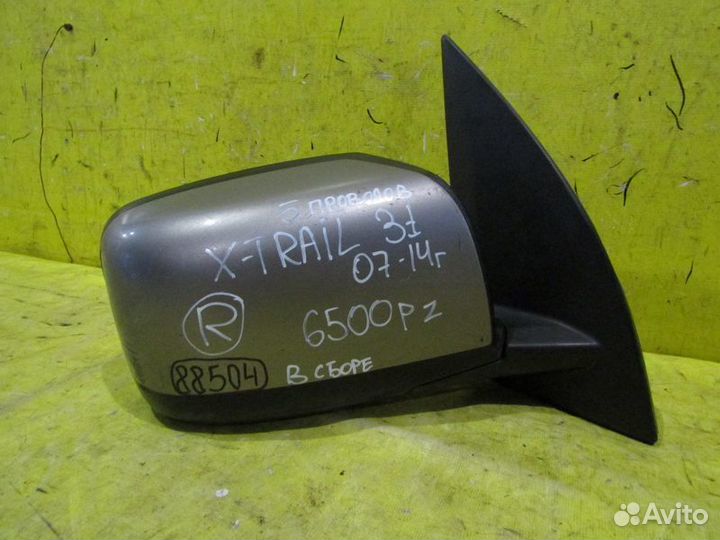 5 ПРОВОДОВ
X-TRAIL 31
07-14г
R
6500р z
88504
В СБОРЕ
Avito